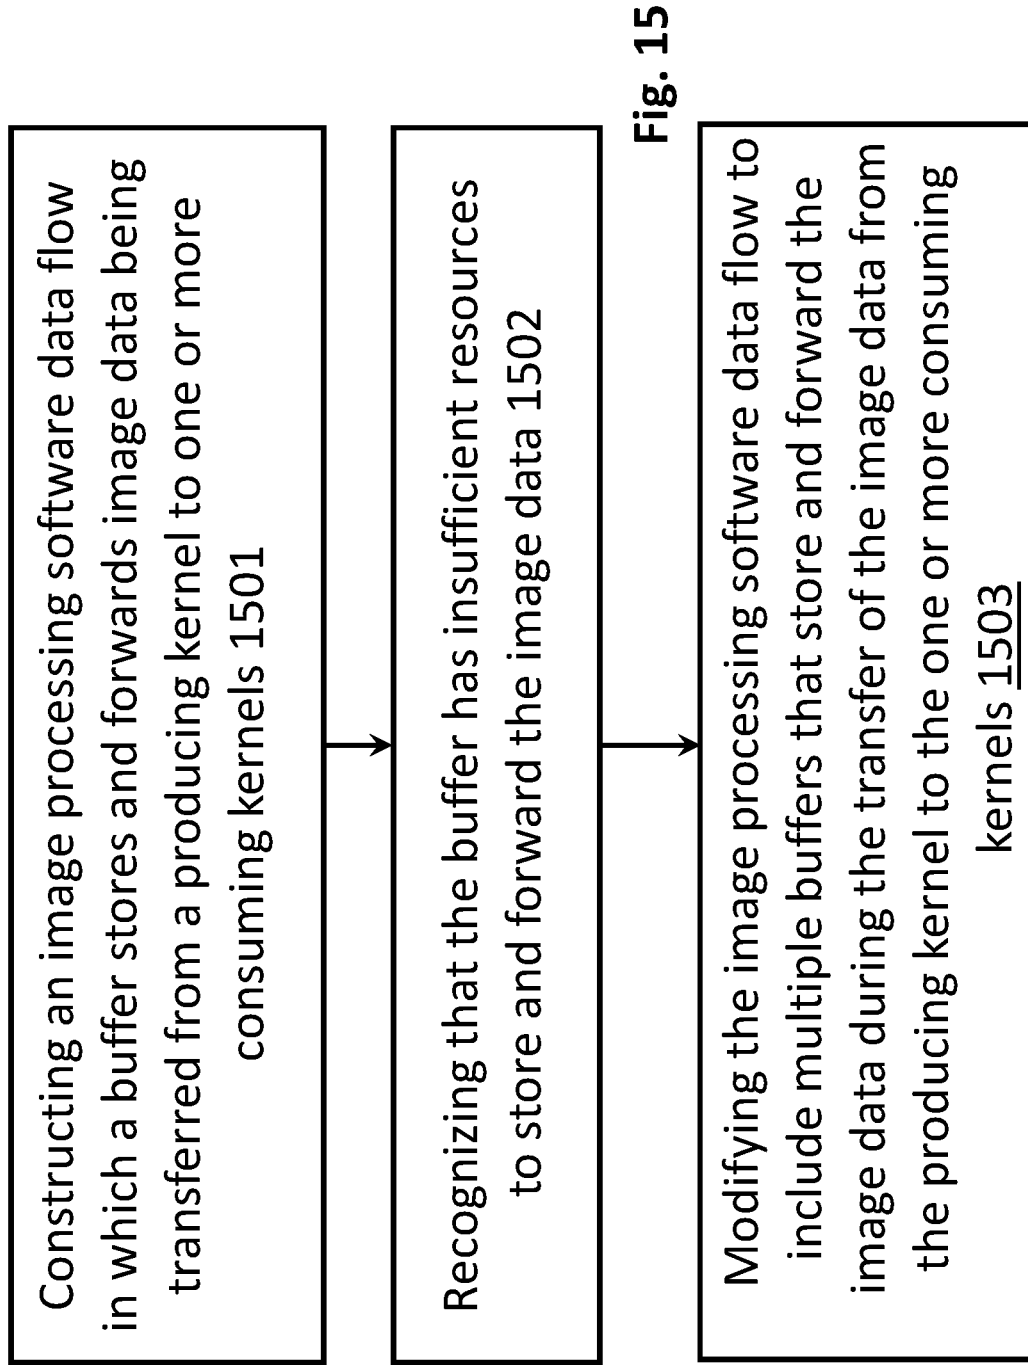 Constructing an image processing software data flow
in which a buffer stores and forwards image data being
transferred from a producing kernel to one or more
consuming kernels 1501
Recognizing that the buffer has insufficient resources
to store and forward the image data 1502
Fig. 15
Modifying the image processing software data flow to
include multiple buffers that store and forward the
image data during the transfer of the image data from
the producing kernel to the one or more consuming
kernels 1503